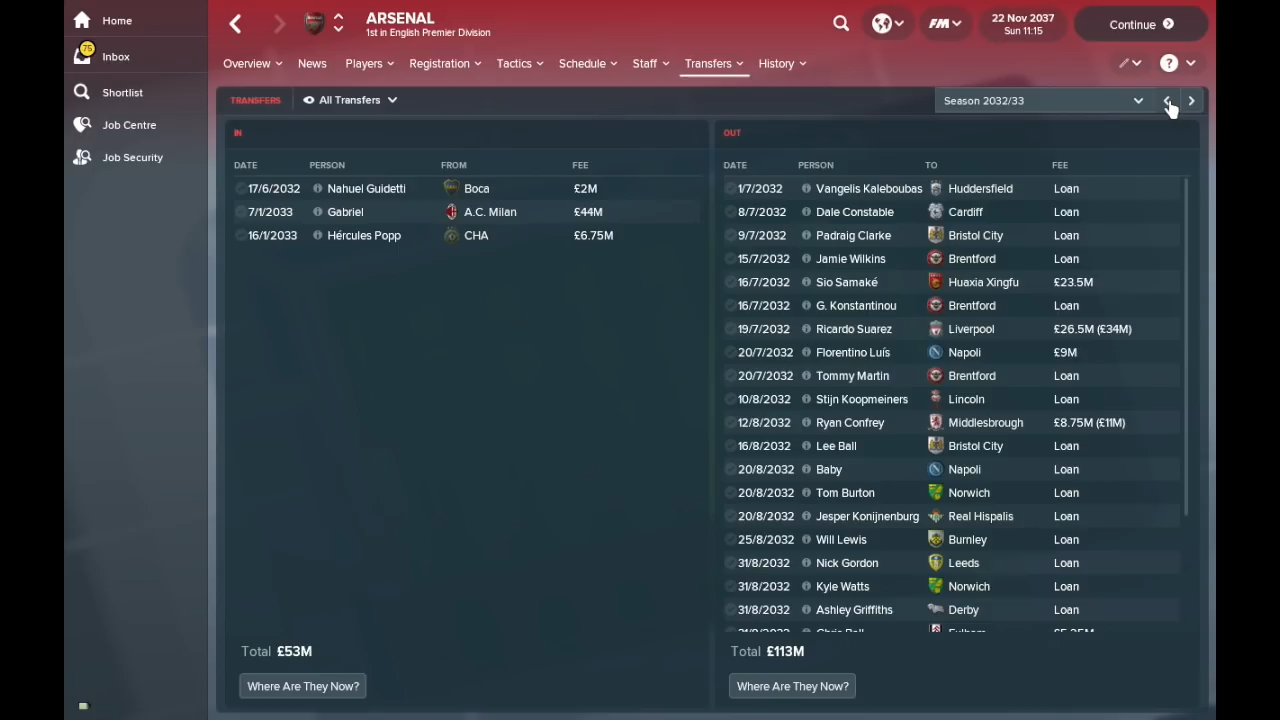 Home
75
Inbox
Shortlist
Job Centre
Job Security
ARSENAL
1st in English Premier Division
FM
22 Nov 2037
Sun 11:15
Continue
Overview News Players Registration Tactics Schedule Staff Transfers History
?
TRANSFERS All Transfers Season 2032/33
IN
DATE PERSON FROM FEE
17/6/2032 Nahuel Guidetti Boca £2M
7/1/2033 Gabriel A.C. Milan £44M
16/1/2033 Hércules Popp CHA £6.75M
Total £53M
Where Are They Now?
OUT
DATE PERSON TO FEE
1/7/2032 Vangelis Kaleboubas Huddersfield Loan
8/7/2032 Dale Constable Cardiff Loan
9/7/2032 Padraig Clarke Bristol City Loan
15/7/2032 Jamie Wilkins Brentford Loan
16/7/2032 Sio Samaké Huaxia Xingfu £23.5M
16/7/2032 G. Konstantinou Brentford Loan
19/7/2032 Ricardo Suarez Liverpool £26.5M (£34M)
20/7/2032 Florentino Luís Napoli £9M
20/7/2032 Tommy Martin Brentford Loan
10/8/2032 Stijn Koopmeiners Lincoln Loan
12/8/2032 Ryan Confrey Middlesbrough £8.75M (£11M)
16/8/2032 Lee Ball Bristol City Loan
20/8/2032 Baby Napoli Loan
20/8/2032 Tom Burton Norwich Loan
20/8/2032 Jesper Konijnenburg Real Hispalis Loan
25/8/2032 Will Lewis Burnley Loan
31/8/2032 Nick Gordon Leeds Loan
31/8/2032 Kyle Watts Norwich Loan
31/8/2032 Ashley Griffiths Derby Loan
Total £113M
Where Are They Now?